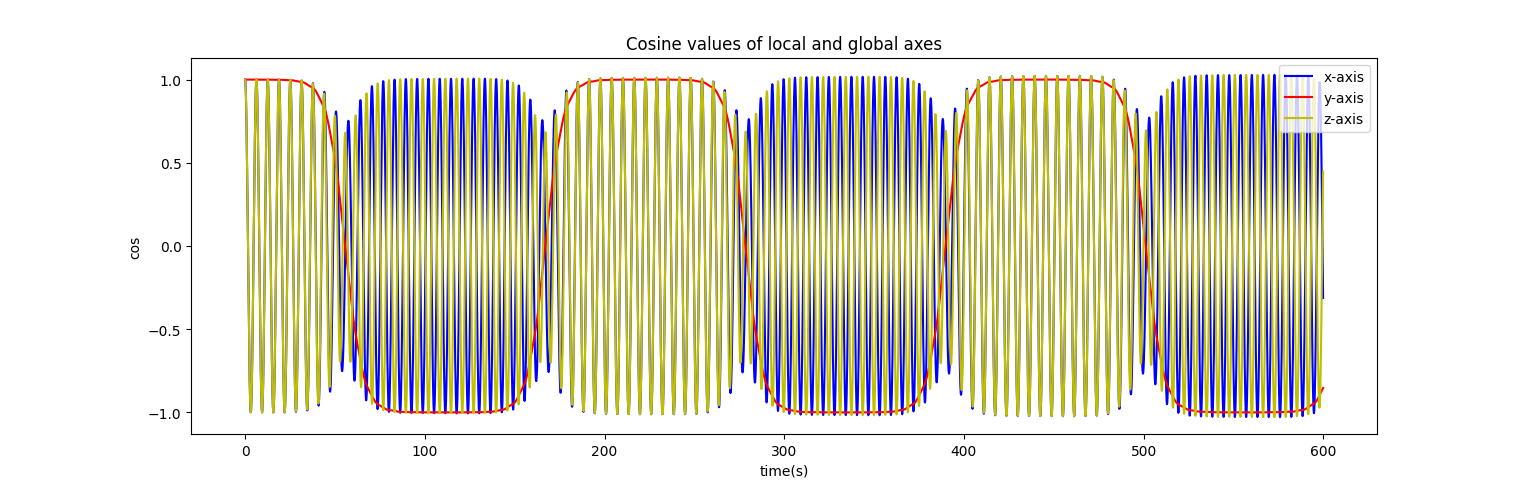 Cosine values of local and global axes
x-axis
y-axis
z-axis
1.0
0.5
0.0
−0.5
−1.0
cos
0 100 200 300 400 500 600
time(s)